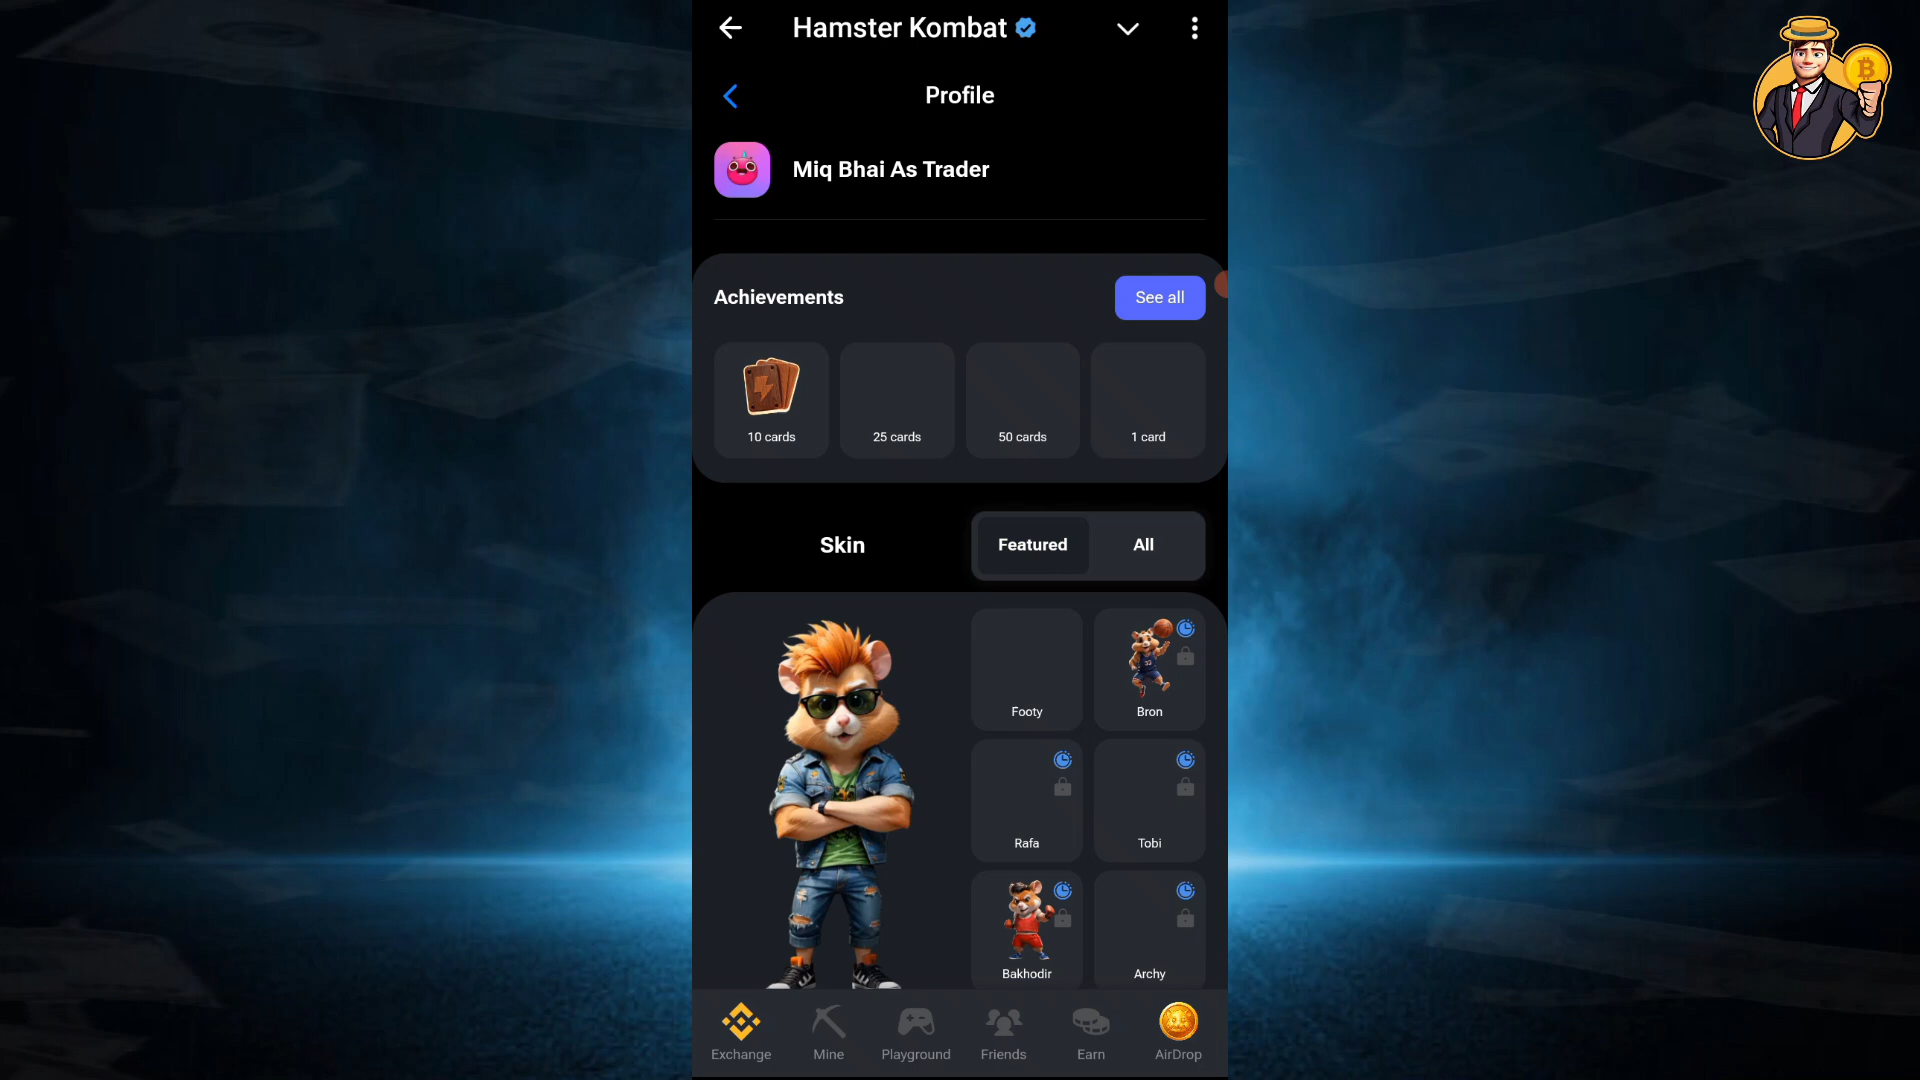 Hamster Kombat
Profile
Miq Bhai As Trader
Achievements
See all
10 cards
25 cards
50 cards
1 card
Skin
Featured
All
Footy
Bron
Rafa
Tobi
Bakhodir
Archy
Exchange
Mine
Playground
Friends
Earn
AirDrop